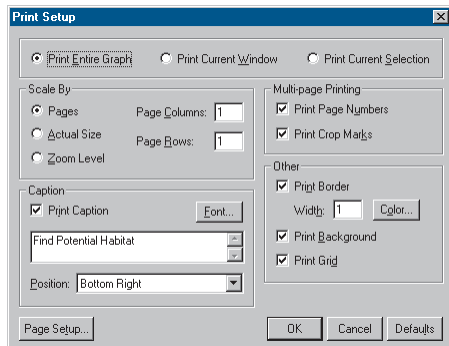 Print Setup
Print Entire Graph
Print Current Window
Print Current Selection
Scale By
Pages
Page Columns: 1
Actual Size
Page Rows: 1
Zoom Level
Multi-page Printing
Print Page Numbers
Print Crop Marks
Caption
Print Caption
Font...
Find Potential Habitat
Position: Bottom Right
Other
Print Border
Width: 1
Color...
Print Background
Print Grid
Page Setup...
OK
Cancel
Defaults